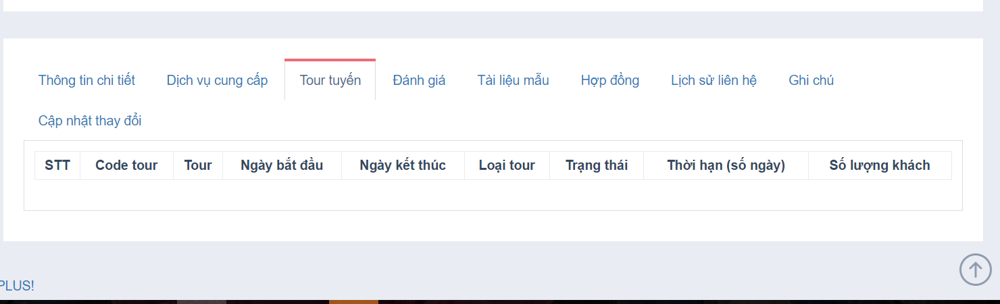 Thông tin chi tiết Dịch vụ cung cấp Tour tuyến Đánh giá Tài liệu mẫu Hợp đồng Lịch sử liên hệ Ghi chú
Cập nhật thay đổi
STT Code tour Tour Ngày bắt đầu Ngày kết thúc Loại tour Trạng thái Thời hạn (số ngày) Số lượng khách
PLUS!